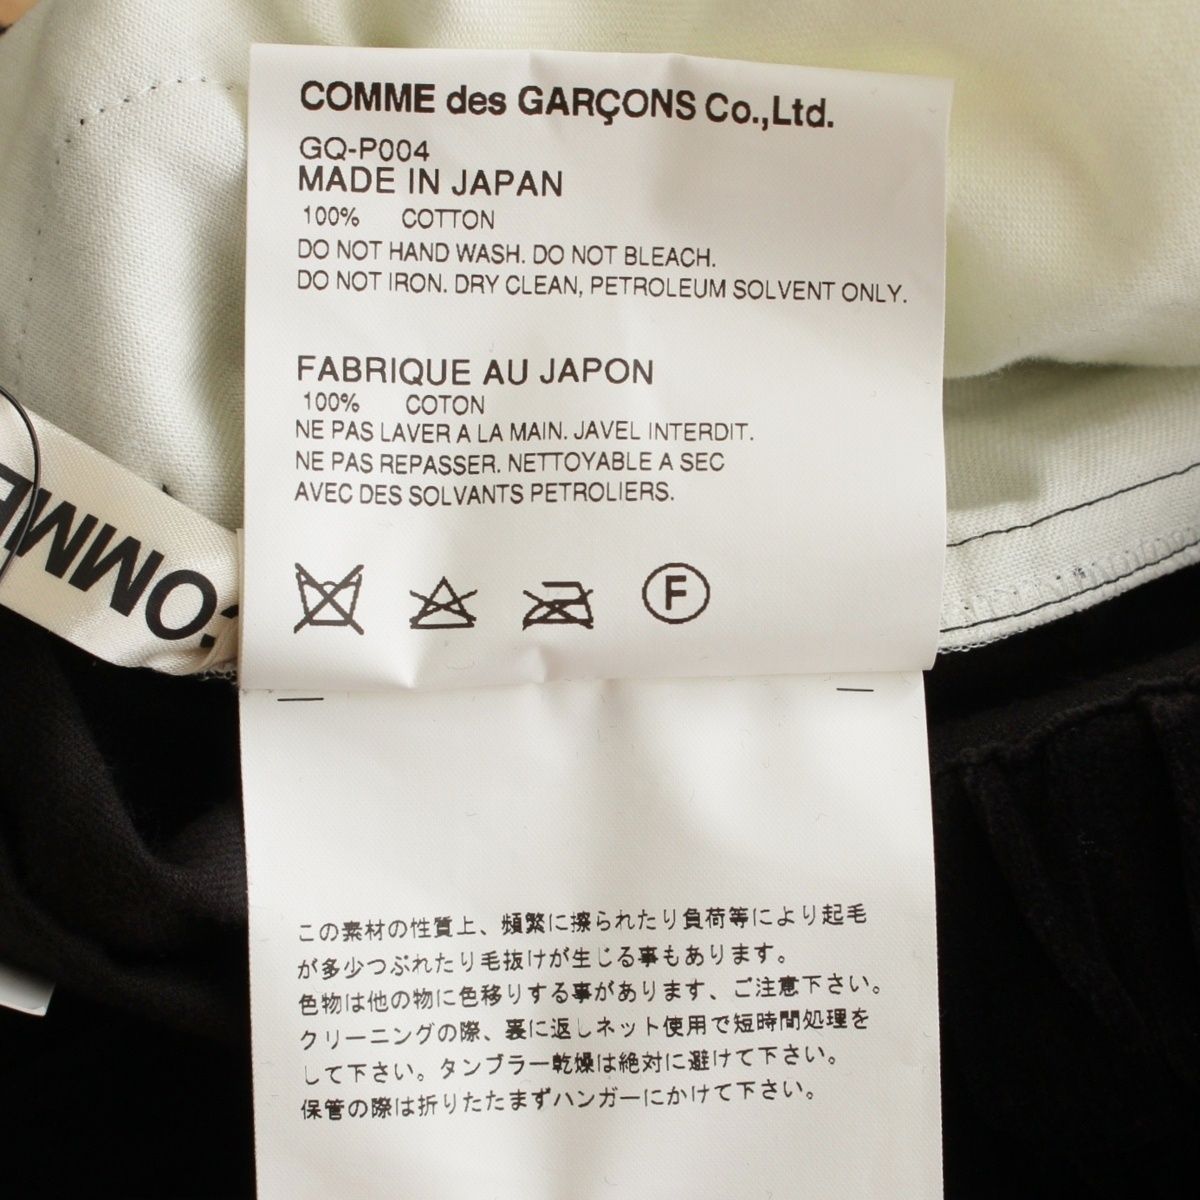 COMME des GARÇONS Co.,Ltd.
GQ-P004
MADE IN JAPAN
100% COTTON
DO NOT HAND WASH. DO NOT BLEACH.
DO NOT IRON. DRY CLEAN, PETROLEUM SOLVENT ONLY.
FABRIQUE AU JAPON
100% COTON
NE PAS LAVER A LA MAIN. JAVEL INTERDIT.
NE PAS REPASSER. NETTOYABLE A SEC
AVEC DES SOLVANTS PETROLIERS.
F
COMME
この素材の性質上、頻繁に擦られたり負荷等により起毛
が多少つぶれたり毛抜けが生じる事もあります。
色物は他の物に色移りする事があります、ご注意下さい。
クリーニングの際、裏に返しネット使用で短時間処理を
して下さい。タンブラー乾燥は絶対に避けて下さい。
保管の際は折りたたまずハンガーにかけて下さい。